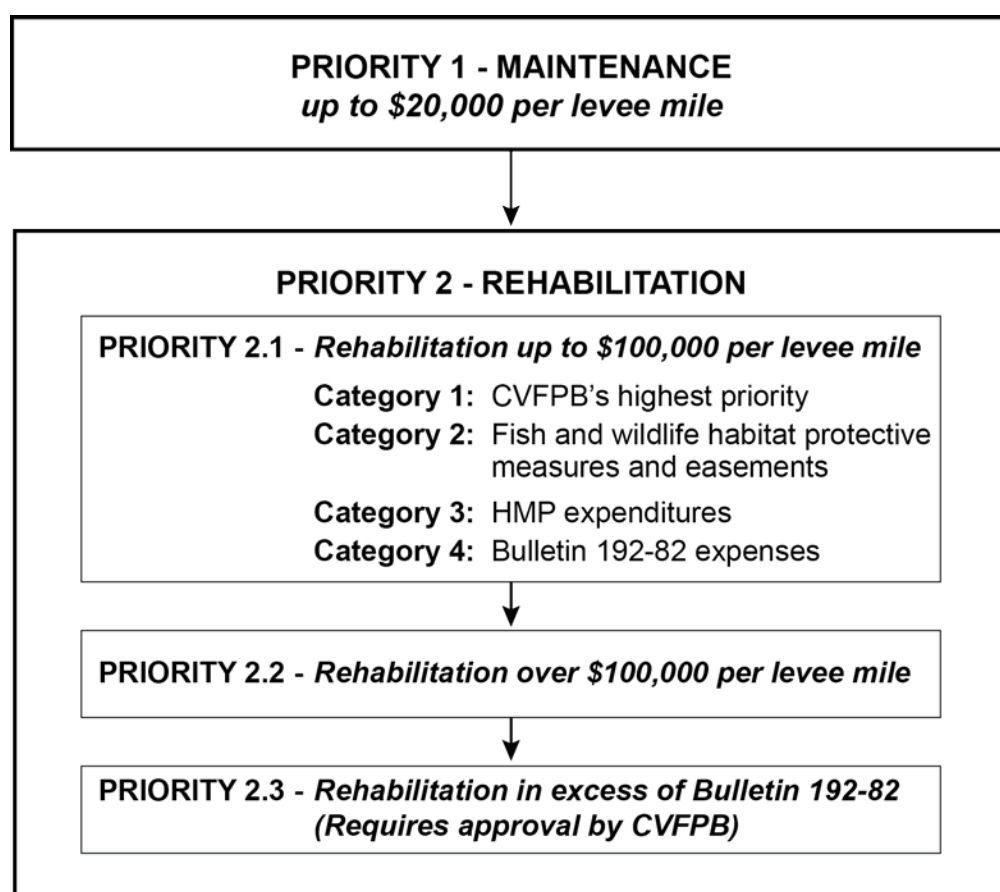 PRIORITY 1 - MAINTENANCE
up to $20,000 per levee mile
PRIORITY 2 - REHABILITATION
PRIORITY 2.1 - Rehabilitation up to $100,000 per levee mile
Category 1: CVFPB’s highest priority
Category 2: Fish and wildlife habitat protective
measures and easements
Category 3: HMP expenditures
Category 4: Bulletin 192-82 expenses
PRIORITY 2.2 - Rehabilitation over $100,000 per levee mile
PRIORITY 2.3 - Rehabilitation in excess of Bulletin 192-82
(Requires approval by CVFPB)